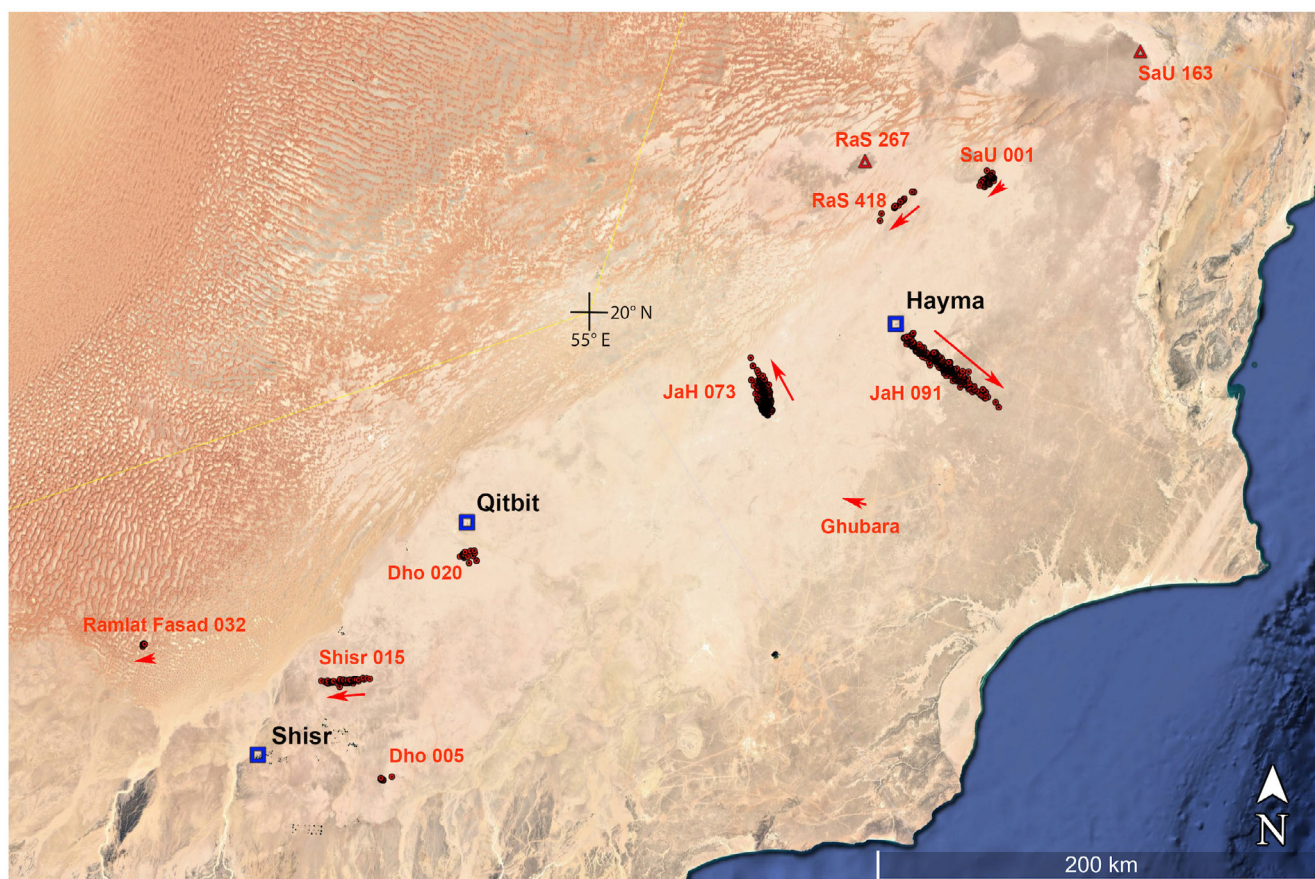 SaU 163
RaS 267
SaU 001
RaS 418
Hayma
20° N
55° E
JaH 073
JaH 091
Qitbit
Ghubara
Dho 020
Ramlat Fasad 032
Shisr 015
Shisr
Dho 005
N
200 km